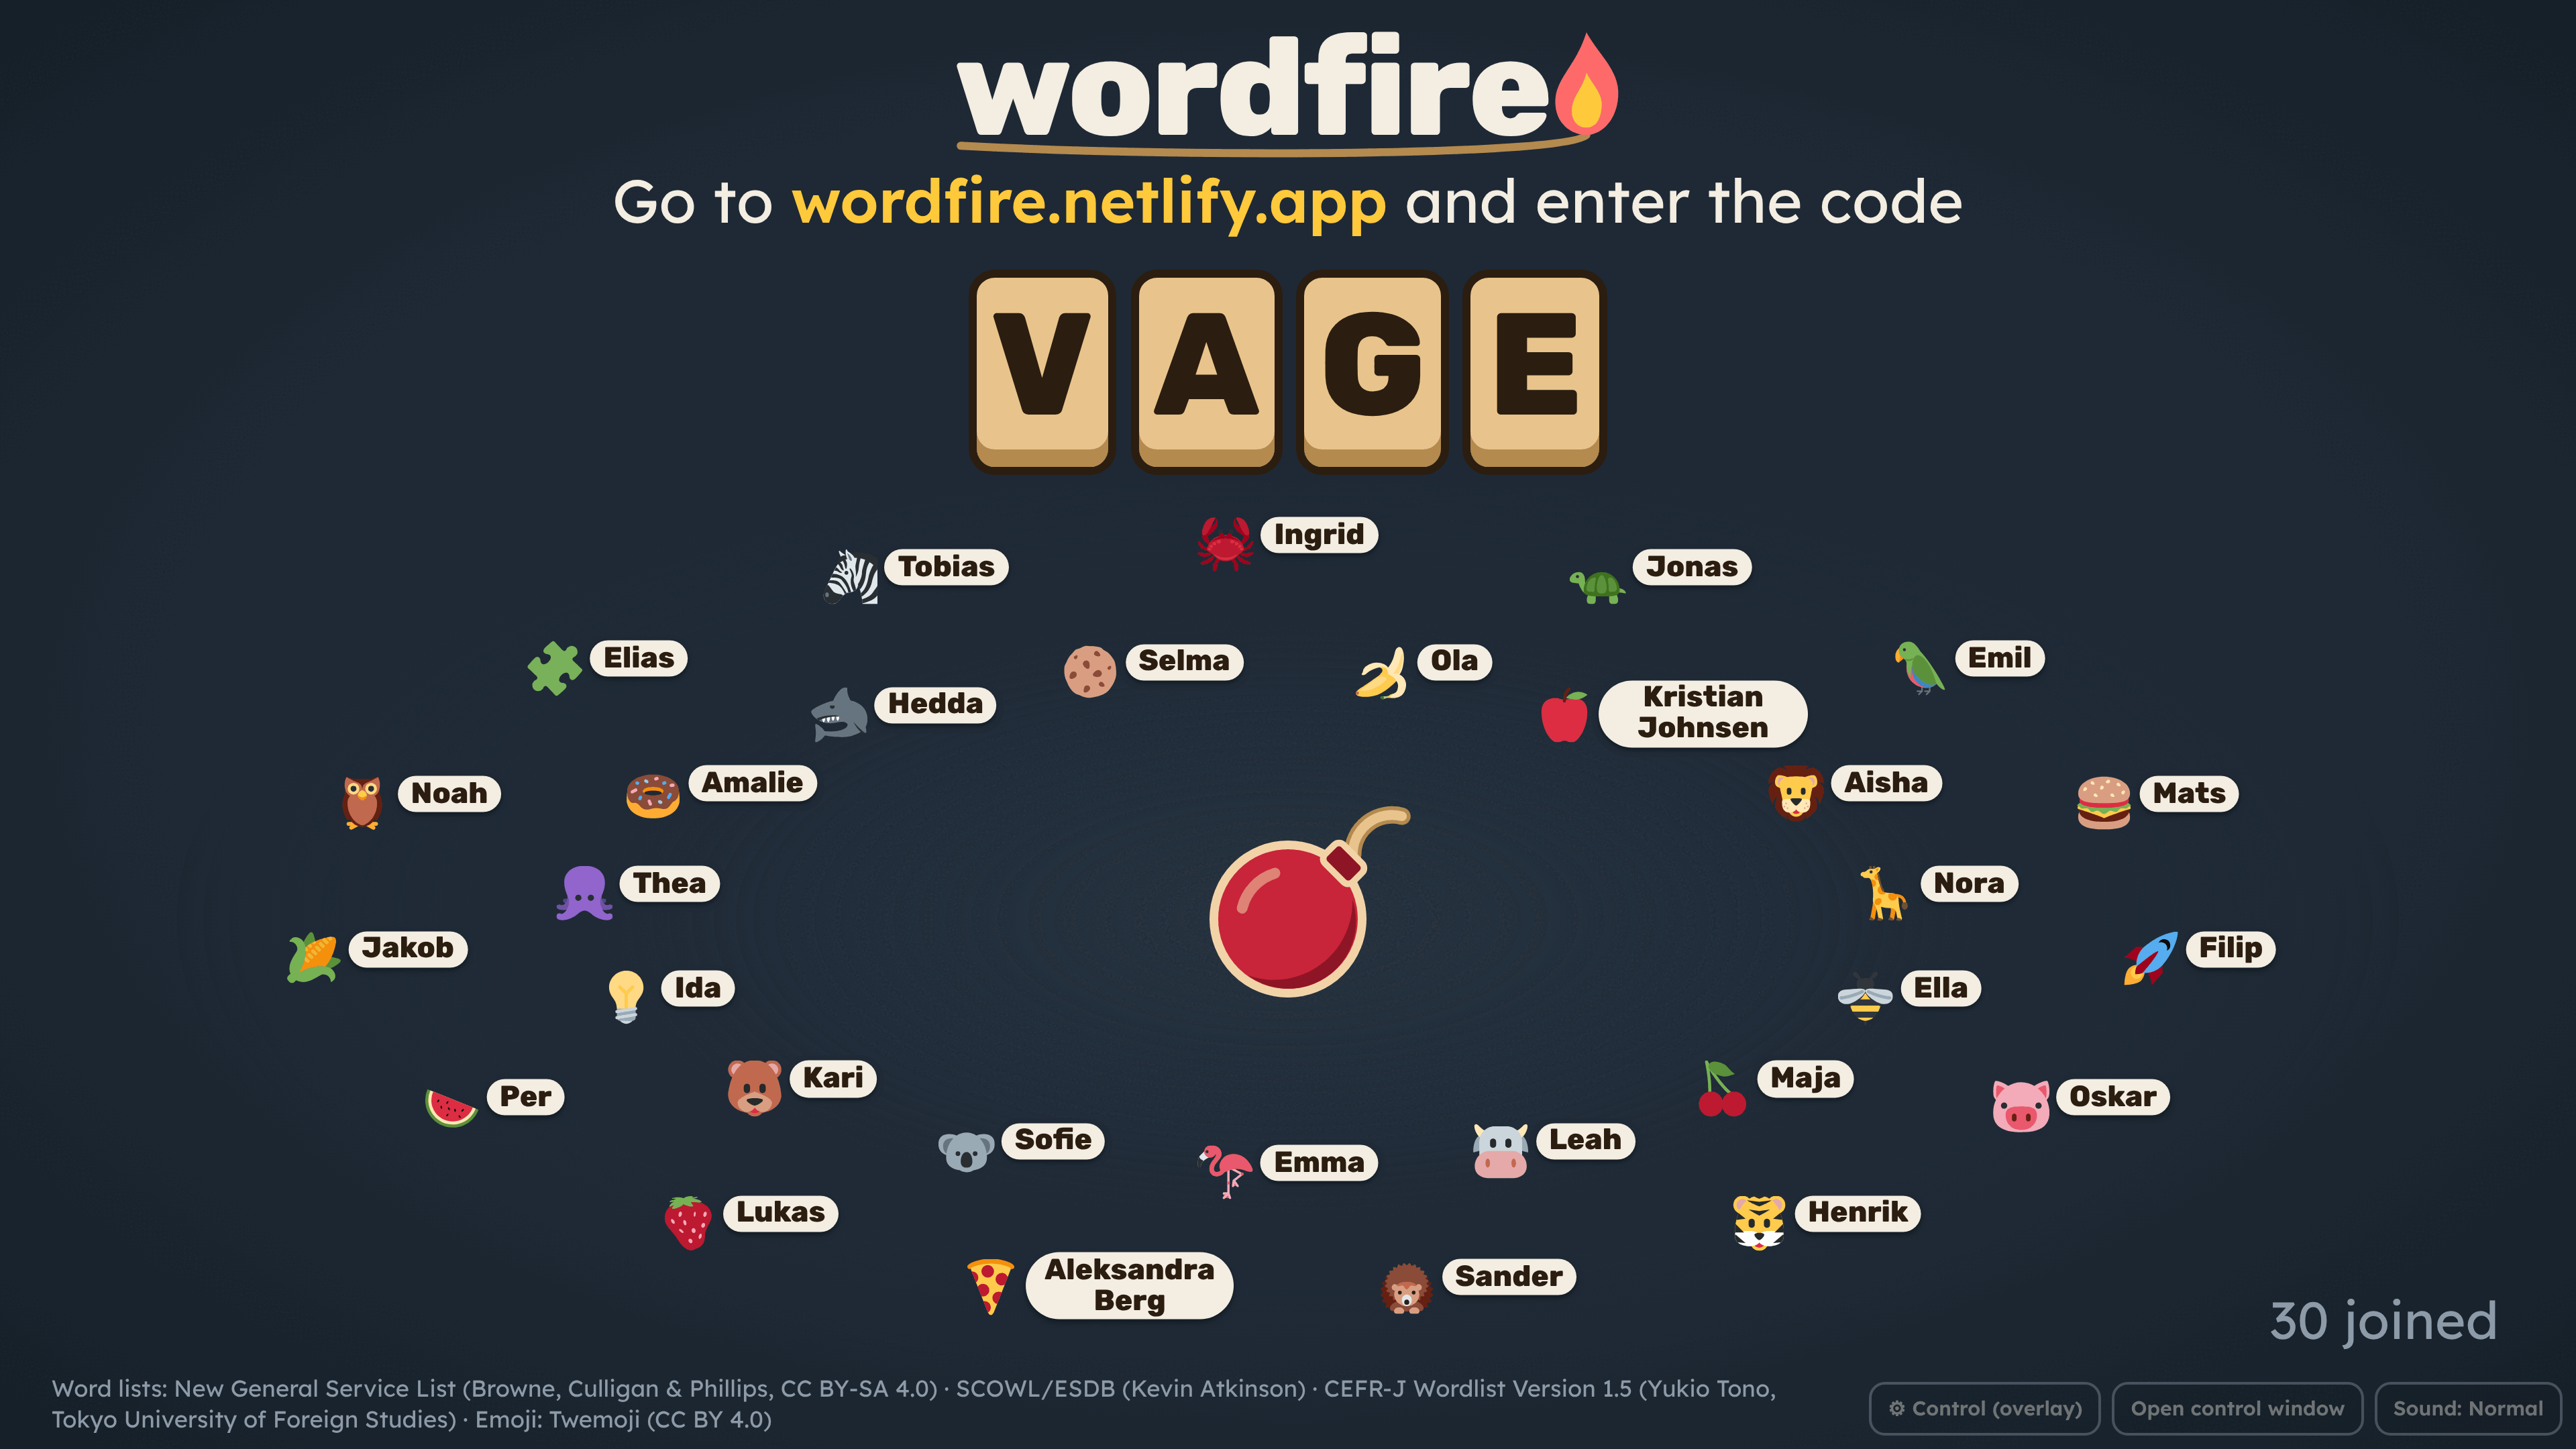 wordfire
Go to wordfire.netlify.app and enter the code
VAGE
Ingrid
Tobias
Jonas
Elias
Selma
Ola
Emil
Hedda
Kristian
Johnsen
Noah
Amalie
Aisha
Mats
Thea
Nora
Jakob
Filip
Ida
Ella
Per
Kari
Maja
Oskar
Sofie
Emma
Leah
Lukas
Henrik
Aleksandra
Berg
Sander
30 joined
Word lists: New General Service List (Browne, Culligan & Phillips, CC BY-SA 4.0) · SCOWL/ESDB (Kevin Atkinson) · CEFR-J Wordlist Version 1.5 (Yukio Tono,
Tokyo University of Foreign Studies) · Emoji: Twemoji (CC BY 4.0)
⚙ Control (overlay)
Open control window
Sound: Normal